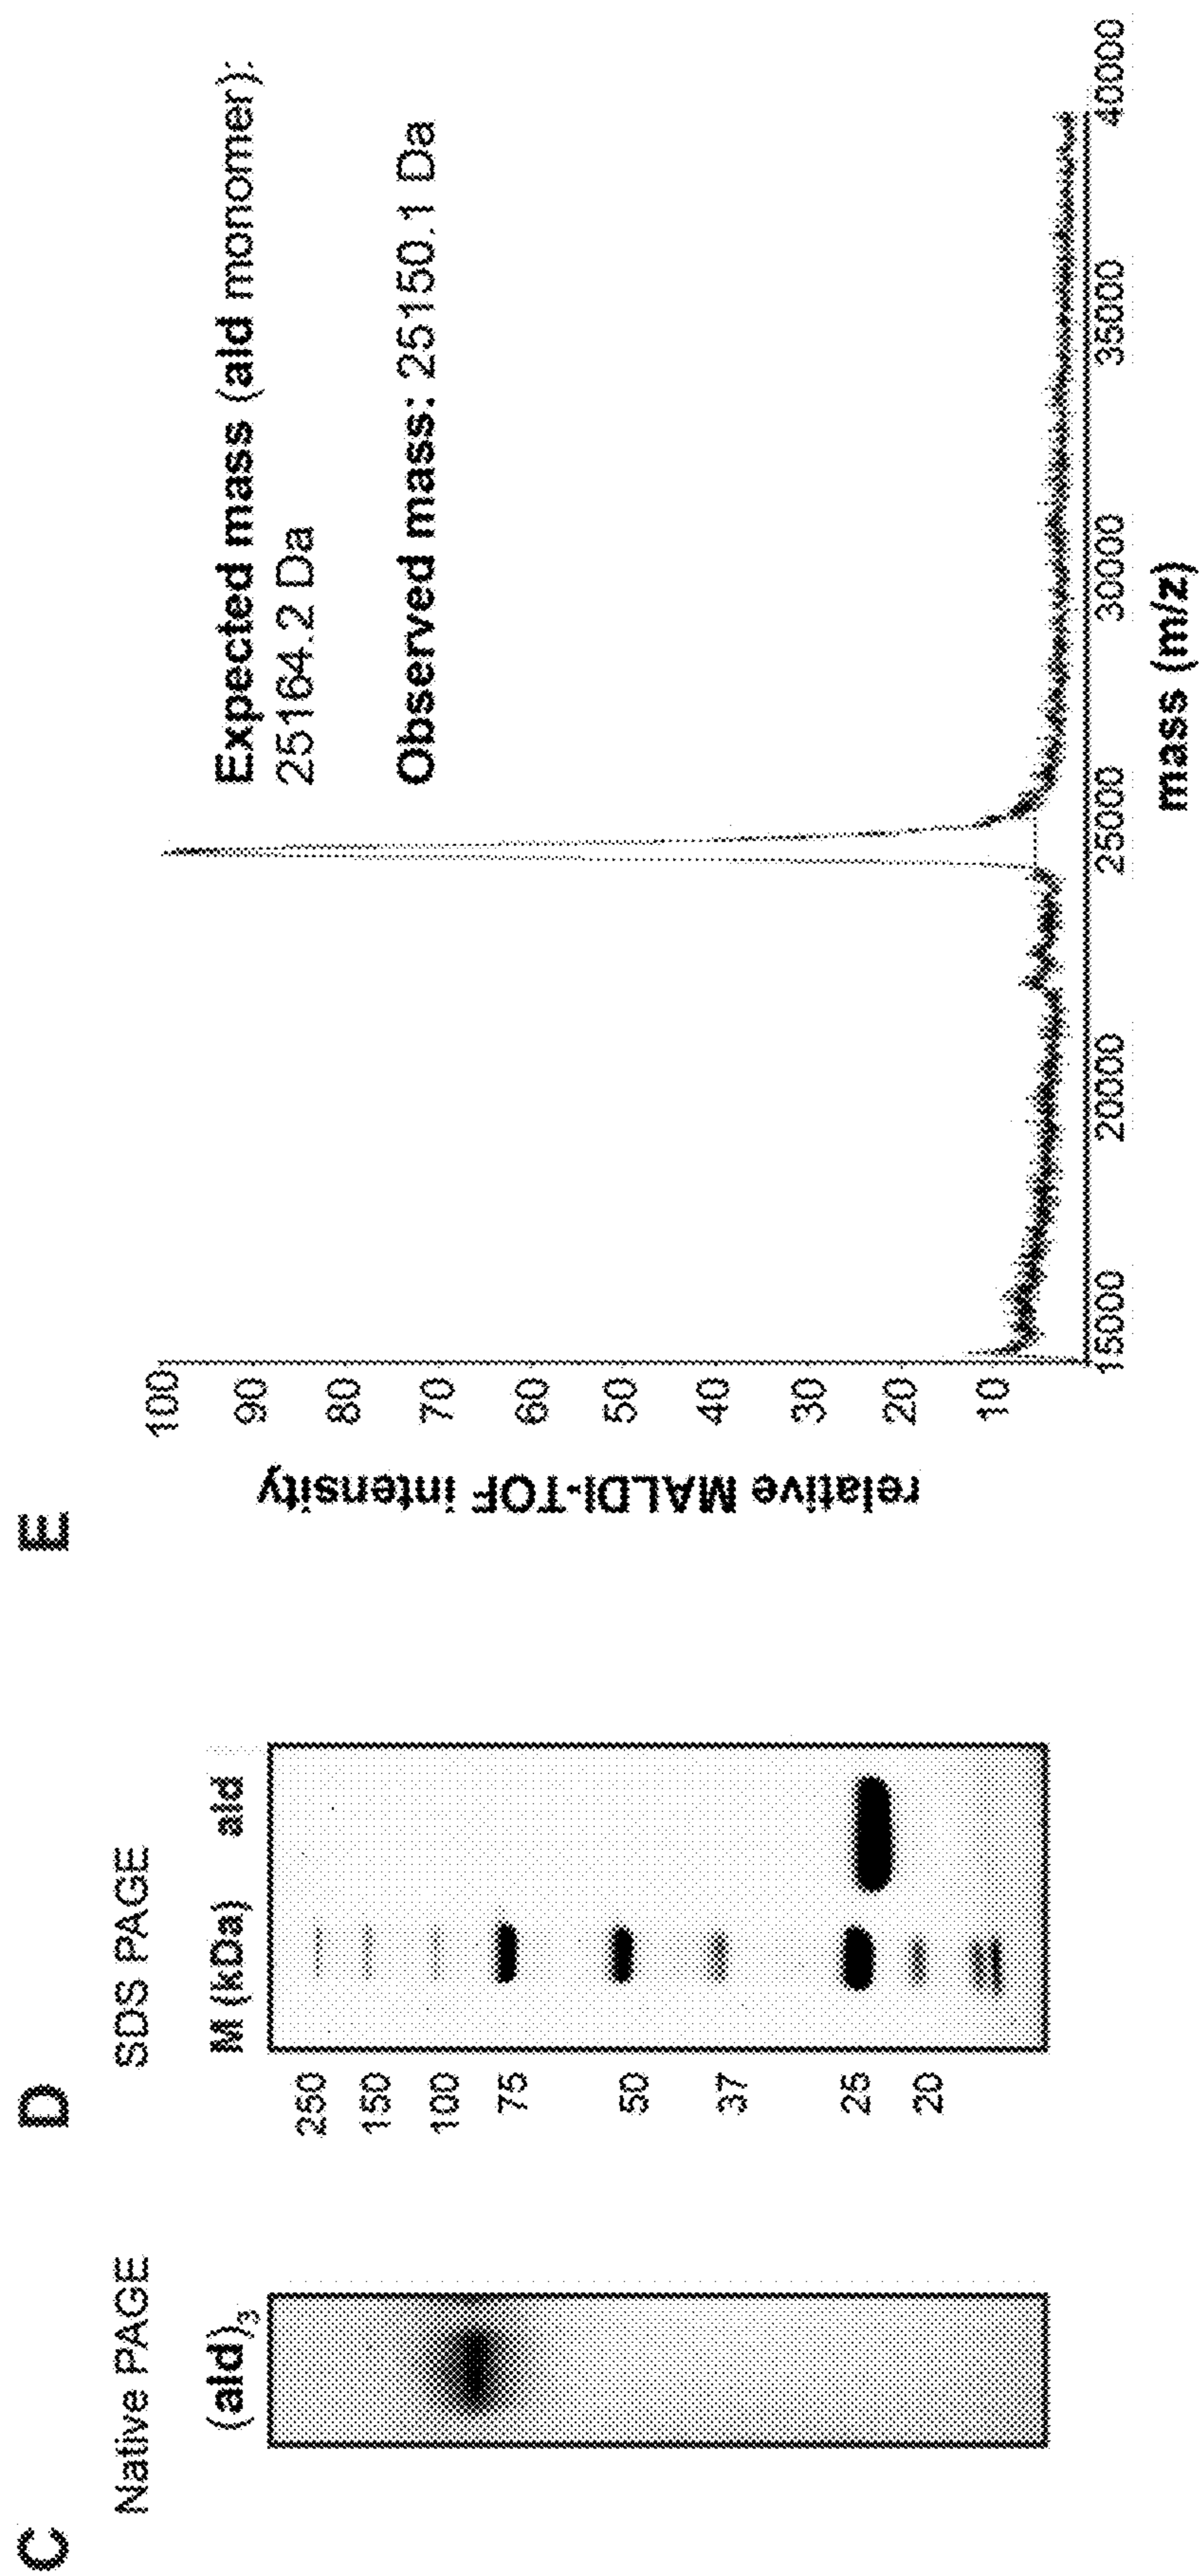 C
Native PAGE
(ald)3
D
SDS PAGE
M (kDa) ald
250
150
100
75
50
37
25
20
E
Expected mass (ald monomer):
25164.2 Da
Observed mass: 25150.1 Da
relative MALDI-TOF intensity
100
90
80
70
60
50
40
30
20
10
15000 20000 25000 30000 35000 40000
mass (m/z)